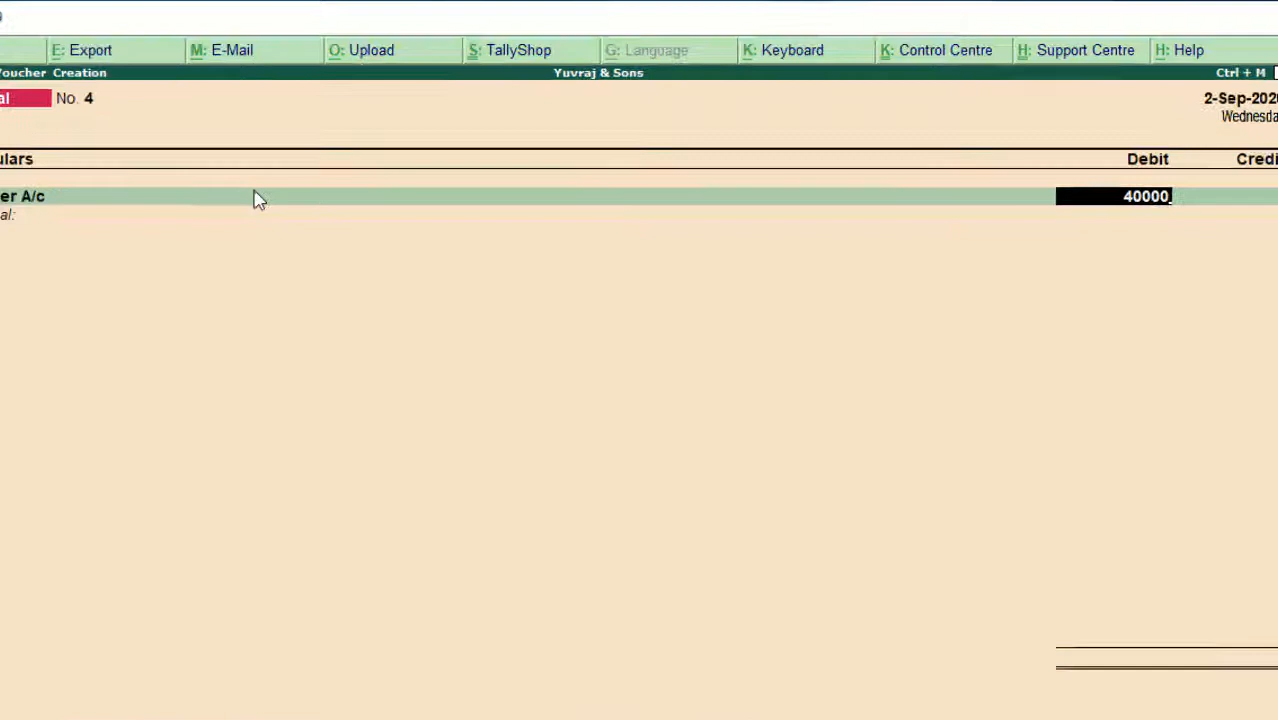 E: Export M: E-Mail O: Upload S: TallyShop G: Language K: Keyboard K: Control Centre H: Support Centre H: Help
oucher Creation Yuvraj & Sons Ctrl + M
al No. 4 2-Sep-202
Wednesda
ulars Debit Credi
er A/c 40000
al: